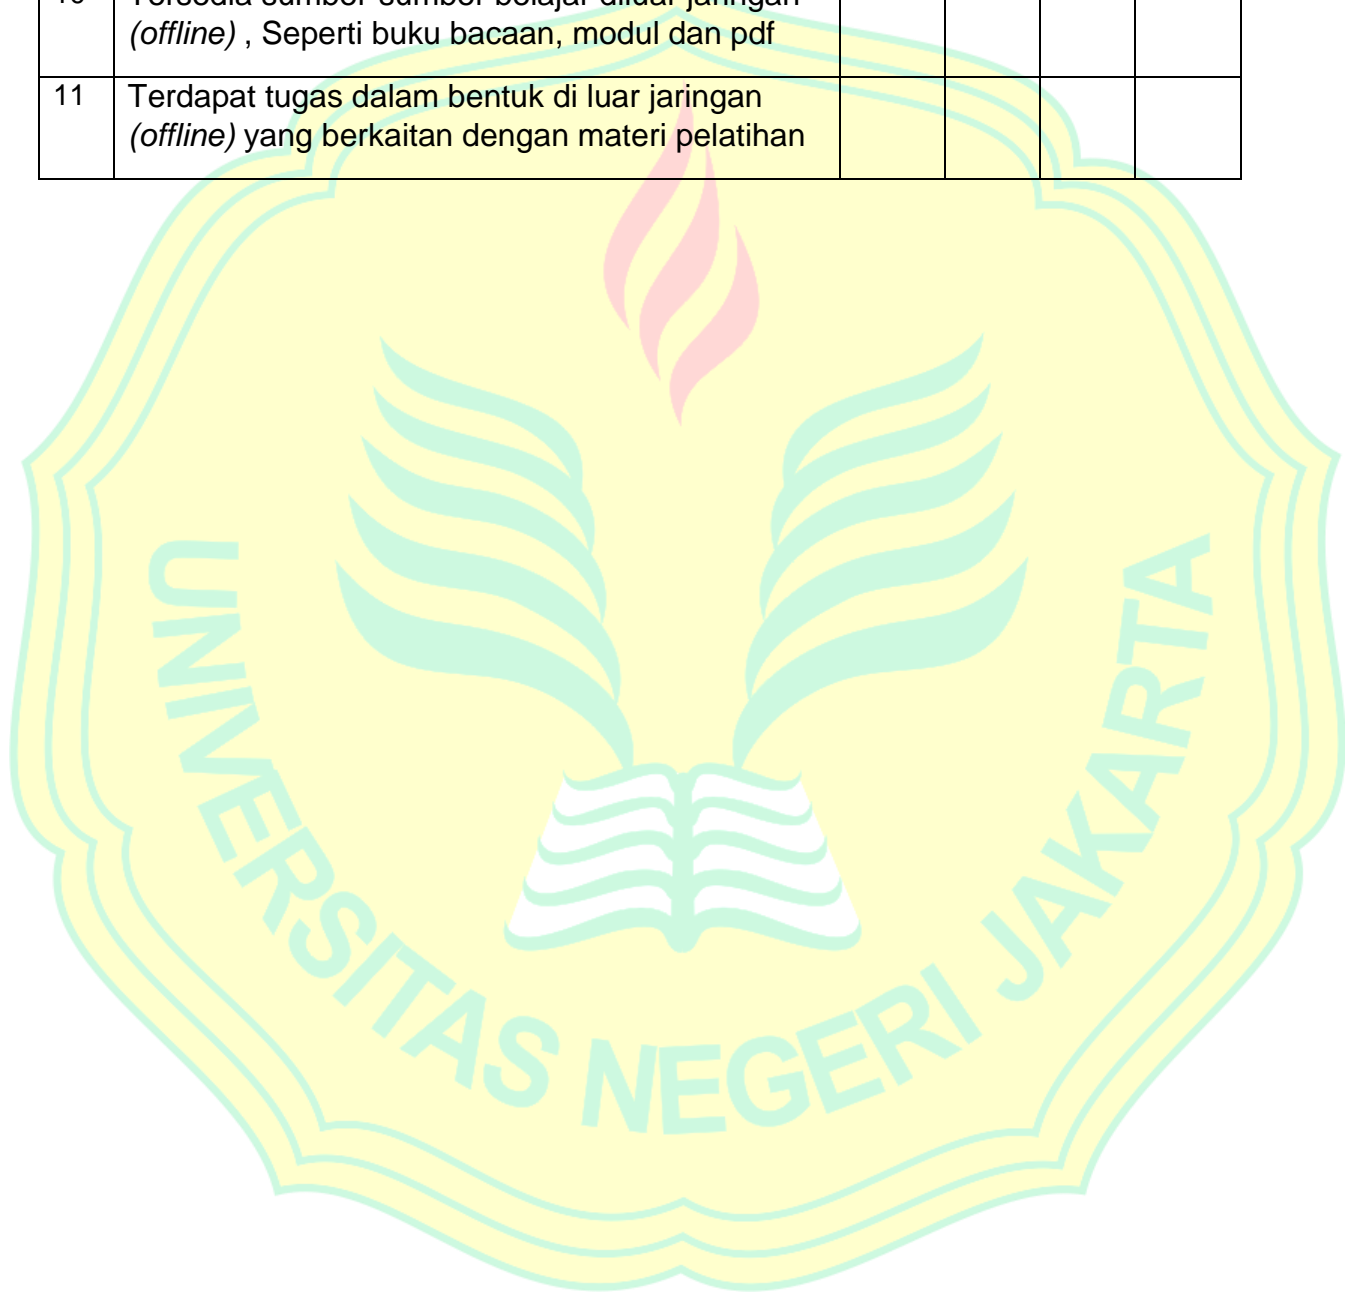 10 Tersedia sumber-sumber belajar diluar jaringan
(offline) , Seperti buku bacaan, modul dan pdf
11 Terdapat tugas dalam bentuk di luar jaringan
(offline) yang berkaitan dengan materi pelatihan
UNIVERSITAS NEGERI JAKARTA